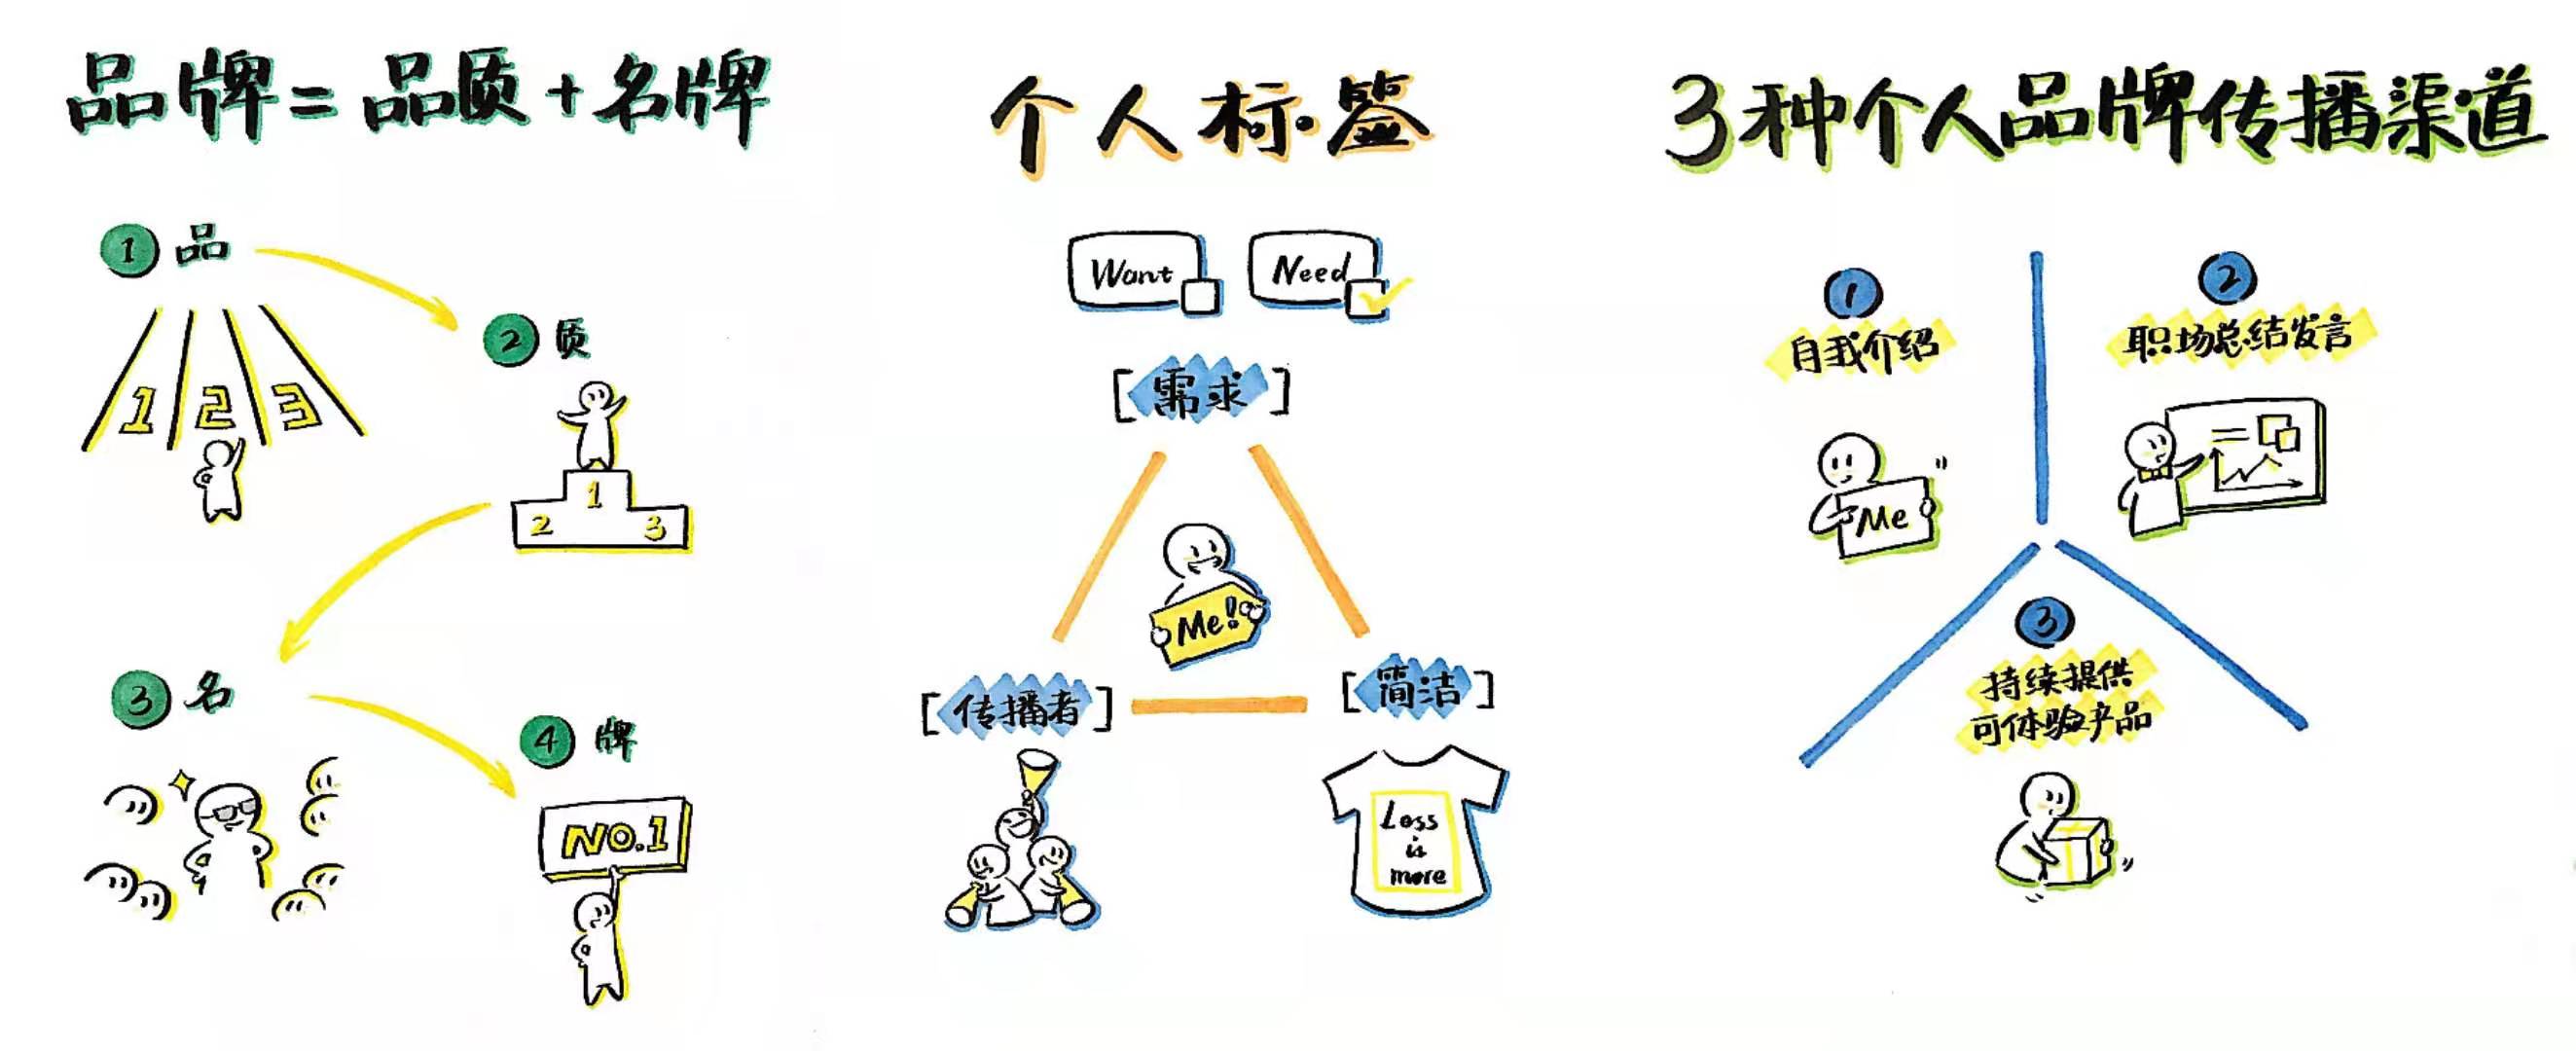 品牌=品质+名牌
① 品
1 2 3
② 质
1
2 3
③ 名
④ 牌
NO.1
个人标签
Want Need
[需求]
Me!
[传播者] [简洁]
Loss
is
more
3种个人品牌传播渠道
①
自我介绍
Me
②
职场总结发言
③
持续提供
可体验产品